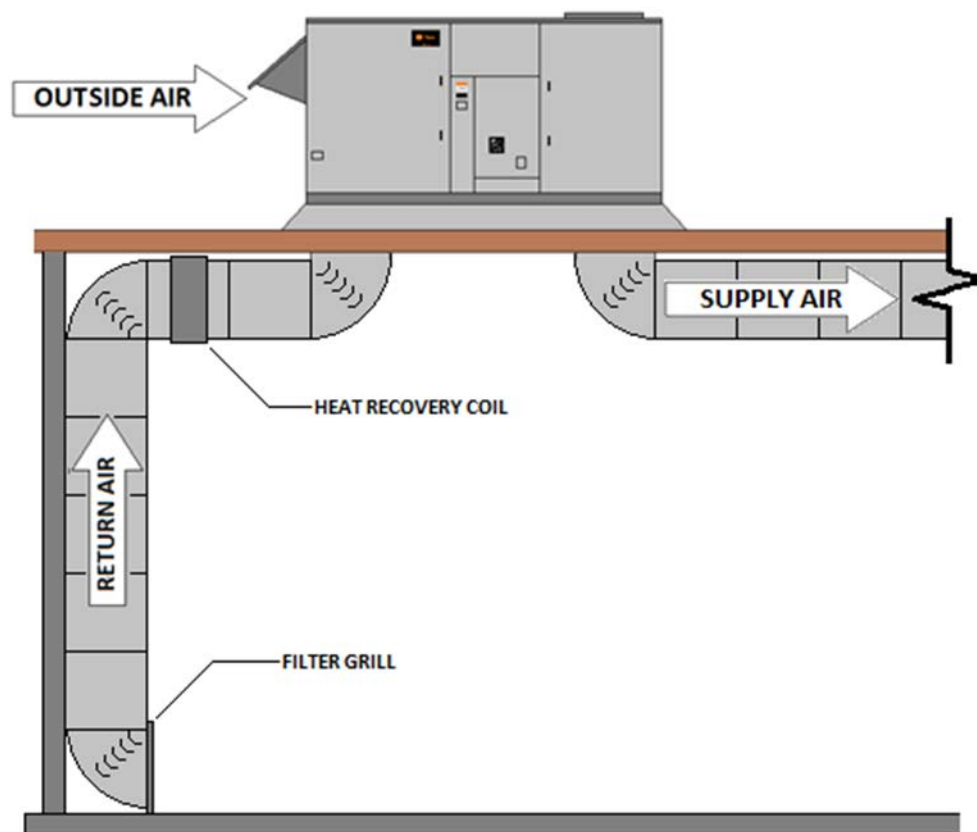 OUTSIDE AIR
SUPPLY AIR
HEAT RECOVERY COIL
RETURN AIR
FILTER GRILL